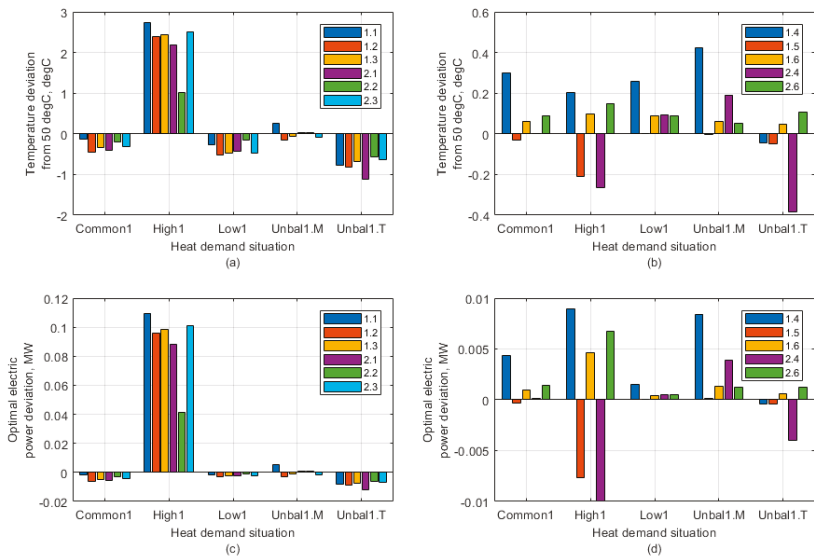 3
2
1
0
-1
-2
Temperature deviation
from 50 degC, degC
1.1
1.2
1.3
2.1
2.2
2.3
Common1
High1
Low1
Unbal1.M
Unbal1.T
Heat demand situation
(a)
0.6
0.4
0.2
0
-0.2
-0.4
Temperature deviation
from 50 degC, degC
1.4
1.5
1.6
2.4
2.6
Common1
High1
Low1
Unbal1.M
Unbal1.T
Heat demand situation
(b)
0.12
0.1
0.08
0.06
0.04
0.02
0
-0.02
Optimal electric
power deviation, MW
1.1
1.2
1.3
2.1
2.2
2.3
Common1
High1
Low1
Unbal1.M
Unbal1.T
Heat demand situation
(c)
0.01
0.005
0
-0.005
-0.01
Optimal electric
power deviation, MW
1.4
1.5
1.6
2.4
2.6
Common1
High1
Low1
Unbal1.M
Unbal1.T
Heat demand situation
(d)